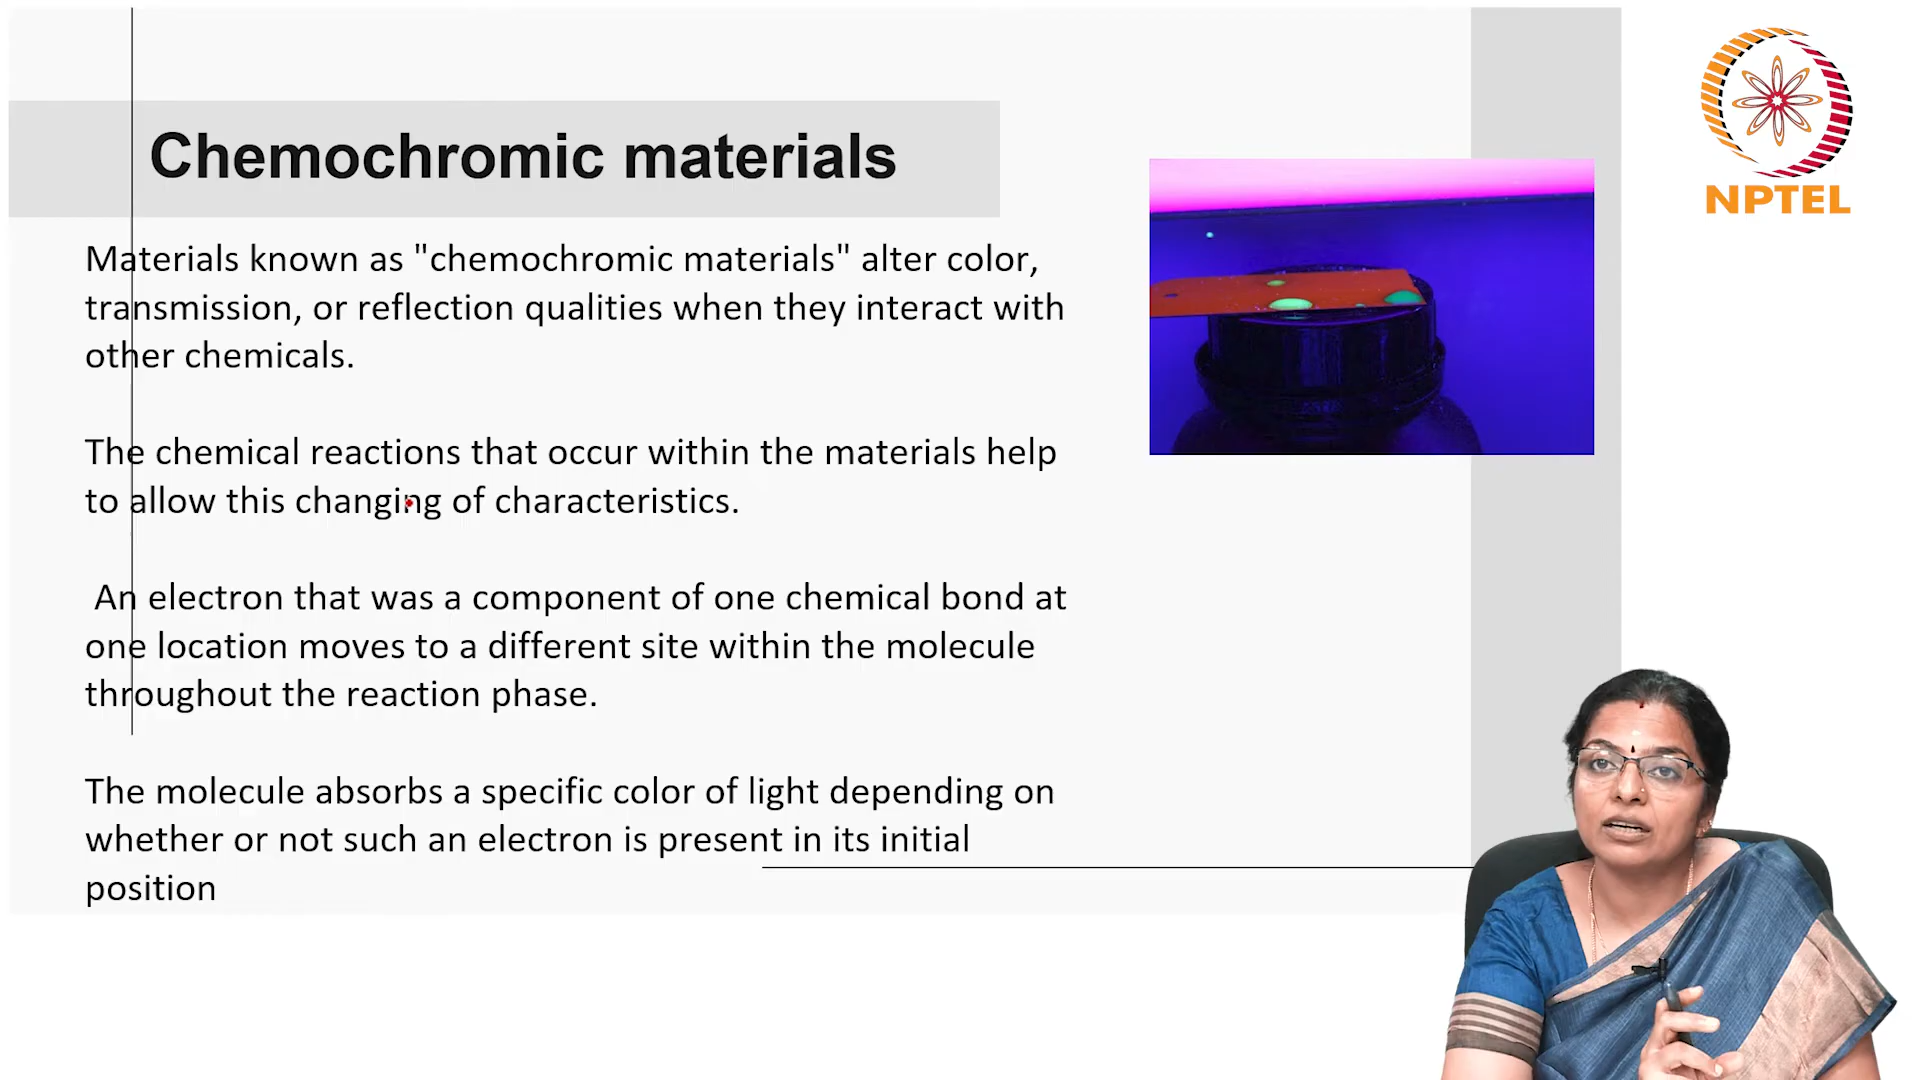 Chemochromic materials
NPTEL
Materials known as "chemochromic materials" alter color,
transmission, or reflection qualities when they interact with
other chemicals.
The chemical reactions that occur within the materials help
to allow this changing of characteristics.
An electron that was a component of one chemical bond at
one location moves to a different site within the molecule
throughout the reaction phase.
The molecule absorbs a specific color of light depending on
whether or not such an electron is present in its initial
position